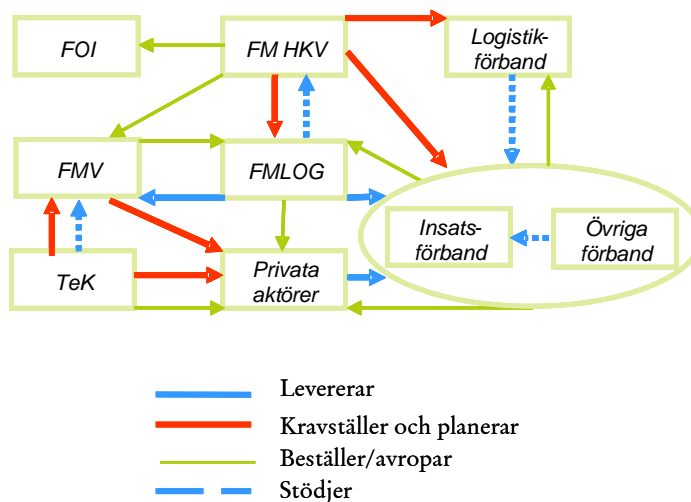 FOI
FM HKV
Logistik-
förband
FMV
FMLOG
Insats-
förband
Övriga
förband
TeK
Privata
aktörer
Levererar
Kravställer och planerar
Beställer/avropar
Stödjer